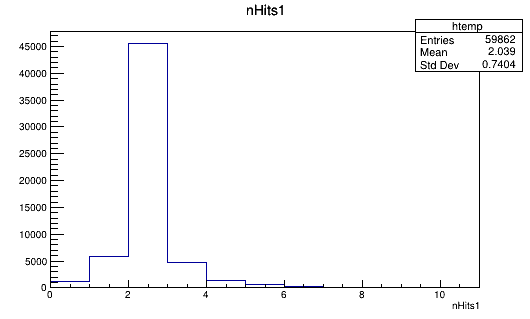 nHits1
htemp
Entries 59862
Mean 2.039
Std Dev 0.7404
45000
40000
35000
30000
25000
20000
15000
10000
5000
0
0 2 4 6 8 10
nHits1